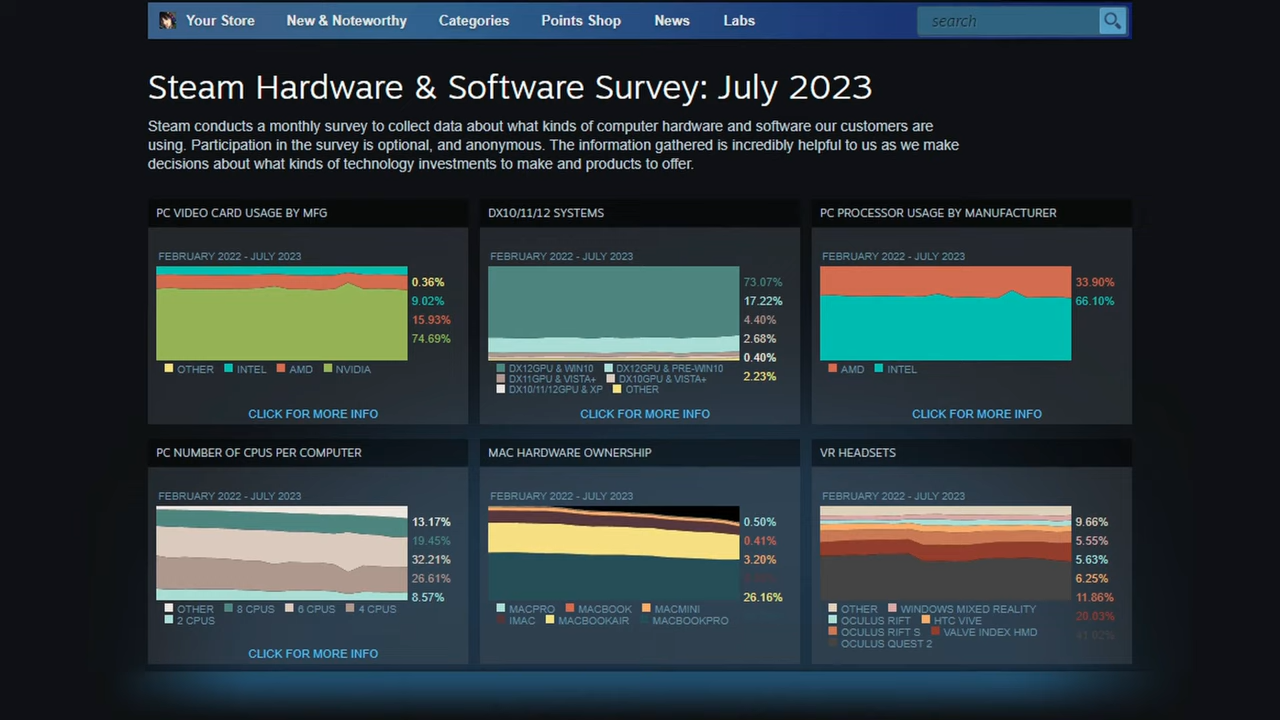 Your Store New & Noteworthy Categories Points Shop News Labs search
Steam Hardware & Software Survey: July 2023
Steam conducts a monthly survey to collect data about what kinds of computer hardware and software our customers are
using. Participation in the survey is optional, and anonymous. The information gathered is incredibly helpful to us as we make
decisions about what kinds of technology investments to make and products to offer.
PC VIDEO CARD USAGE BY MFG
FEBRUARY 2022 - JULY 2023
0.36%
9.02%
15.93%
74.69%
OTHER INTEL AMD NVIDIA
CLICK FOR MORE INFO
DX10/11/12 SYSTEMS
FEBRUARY 2022 - JULY 2023
73.07%
17.22%
4.40%
2.68%
0.40%
2.23%
DX12GPU & WIN10 DX12GPU & PRE-WIN10
DX11GPU & VISTA+ DX10GPU & VISTA+
DX10/11/12GPU & XP OTHER
CLICK FOR MORE INFO
PC PROCESSOR USAGE BY MANUFACTURER
FEBRUARY 2022 - JULY 2023
33.90%
66.10%
AMD INTEL
CLICK FOR MORE INFO
PC NUMBER OF CPUS PER COMPUTER
FEBRUARY 2022 - JULY 2023
13.17%
19.45%
32.21%
26.61%
8.57%
OTHER 8 CPUS 6 CPUS 4 CPUS
2 CPUS
CLICK FOR MORE INFO
MAC HARDWARE OWNERSHIP
FEBRUARY 2022 - JULY 2023
0.50%
0.41%
3.20%
26.16%
MACPRO MACBOOK MACMINI
IMAC MACBOOKAIR MACBOOKPRO
VR HEADSETS
FEBRUARY 2022 - JULY 2023
9.66%
5.55%
5.63%
6.25%
11.86%
20.03%
41.02%
OTHER WINDOWS MIXED REALITY
OCULUS RIFT HTC VIVE
OCULUS RIFT S VALVE INDEX HMD
OCULUS QUEST 2